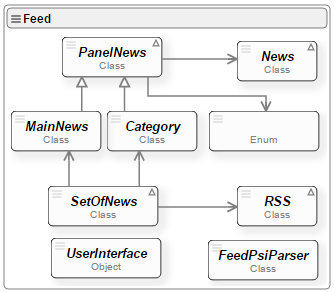 Feed
PanelNews
Class
News
Class
MainNews
Class
Category
Class
Enum
SetOfNews
Class
RSS
Class
UserInterface
Object
FeedPsiParser
Class